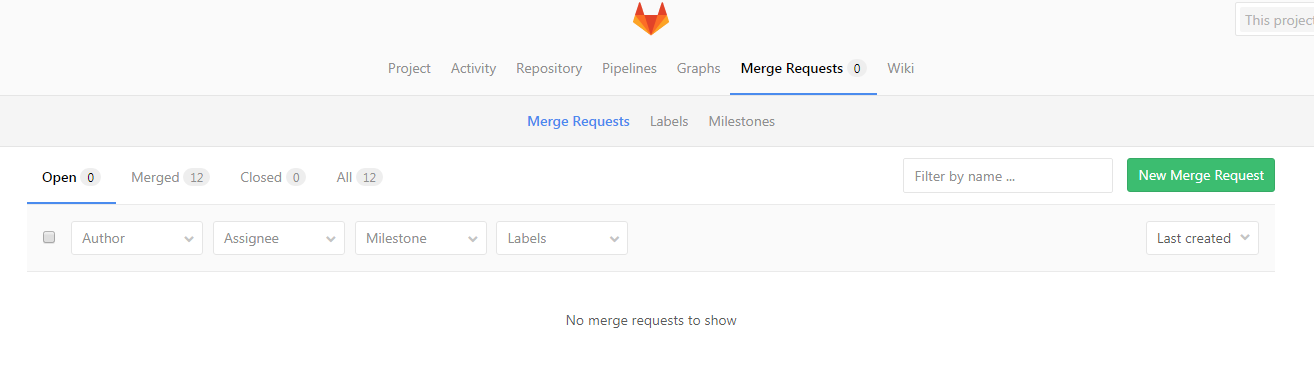 This project
Project Activity Repository Pipelines Graphs Merge Requests 0 Wiki
Merge Requests Labels Milestones
Open 0 Merged 12 Closed 0 All 12 Filter by name ... New Merge Request
Author Assignee Milestone Labels Last created
No merge requests to show